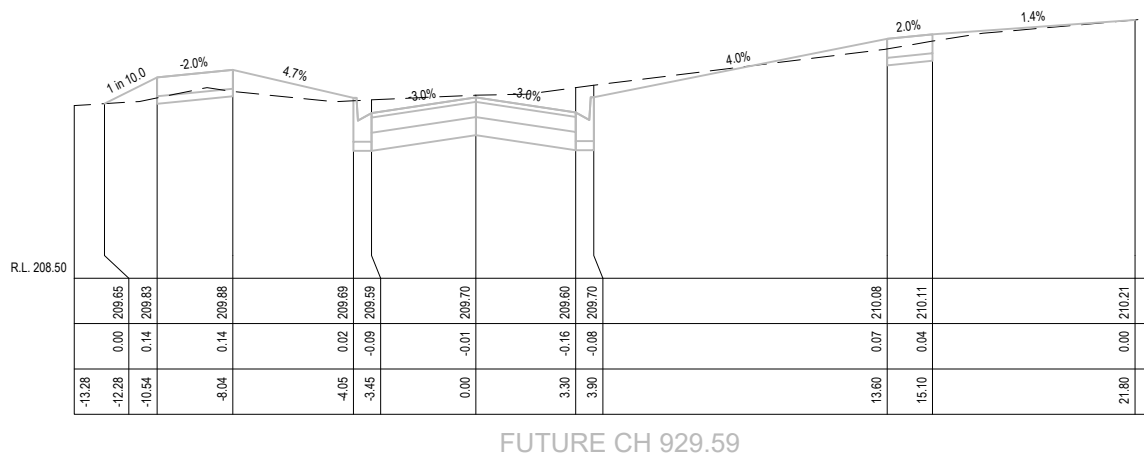 1 in 10.0 -2.0% 4.7% -3.0% -3.0% 4.0% 2.0% 1.4%
R.L. 208.50
209.65 209.83 209.88 209.69 209.59 209.70 209.60 209.70 210.08 210.11 210.21
0.00 0.14 0.14 0.02 -0.09 -0.01 -0.16 -0.08 0.07 0.04 0.00
-13.28 -12.28 -10.54 -8.04 -4.05 -3.45 0.00 3.30 3.90 13.60 15.10 21.80
FUTURE CH 929.59